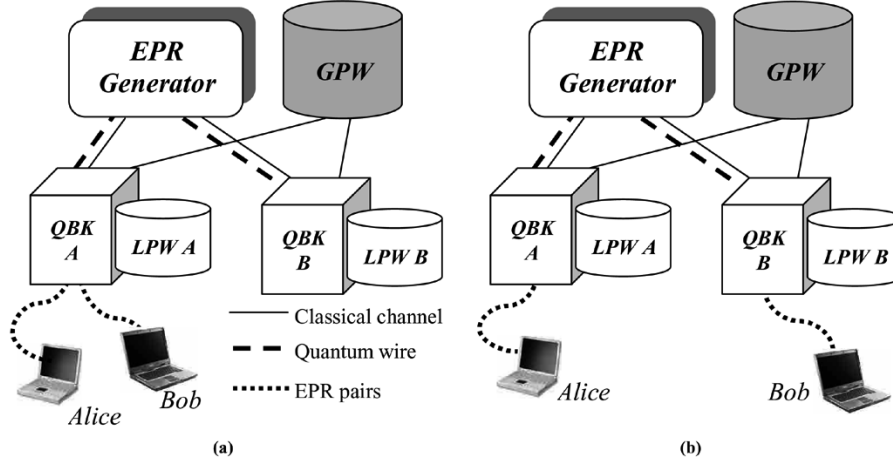 EPR
Generator
GPW
QBK
A
LPW A
QBK
B
LPW B
Classical channel
Quantum wire
EPR pairs
Alice
Bob
(a)
EPR
Generator
GPW
QBK
A
LPW A
QBK
B
LPW B
Alice
Bob
(b)